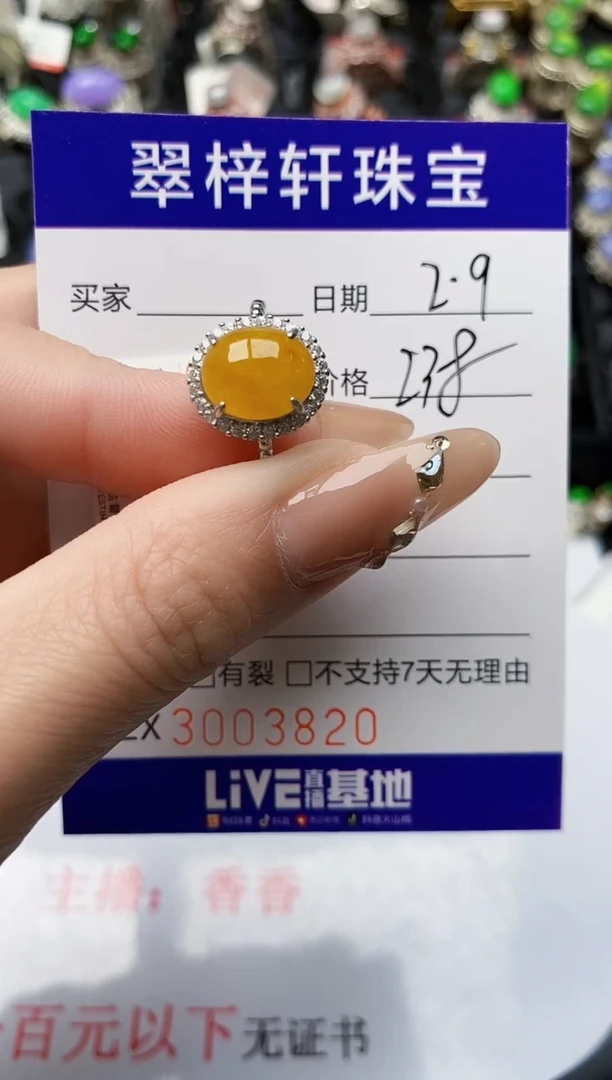 翠梓轩珠宝
买家 日期 2.9
价格 238
有裂 不支持7天无理由
ZX 3003820
LIVE直播基地
主播：香香
百元以下无证书